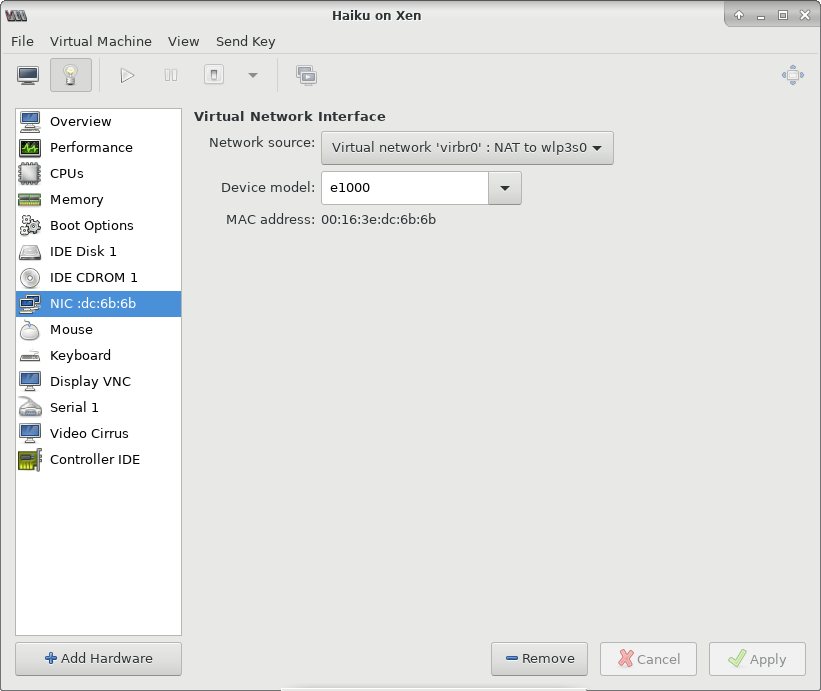 Haiku on Xen
File Virtual Machine View Send Key
Overview
Performance
CPUs
Memory
Boot Options
IDE Disk 1
IDE CDROM 1
NIC :dc:6b:6b
Mouse
Keyboard
Display VNC
Serial 1
Video Cirrus
Controller IDE
Add Hardware
Virtual Network Interface
Network source: Virtual network 'virbr0' : NAT to wlp3s0
Device model: e1000
MAC address: 00:16:3e:dc:6b:6b
Remove Cancel Apply